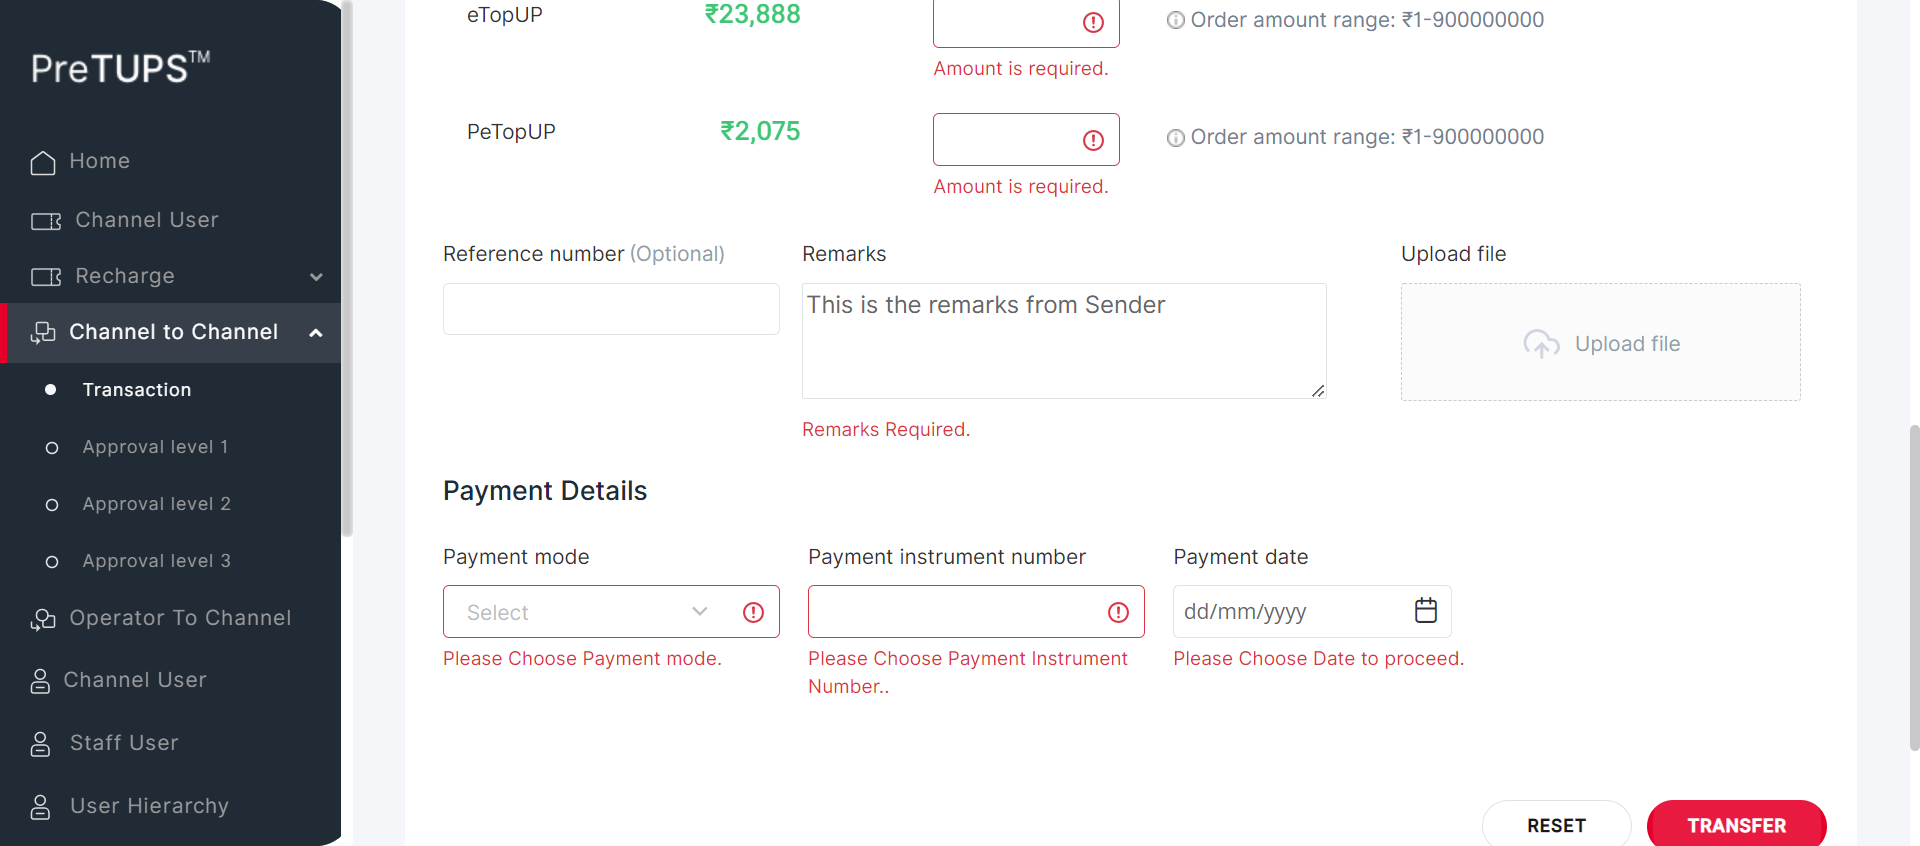 PreTUPS™
Home
Channel User
Recharge
Channel to Channel
Transaction
Approval level 1
Approval level 2
Approval level 3
Operator To Channel
Channel User
Staff User
User Hierarchy
eTopUP ₹23,888 Order amount range: ₹1-900000000
Amount is required.
PeTopUP ₹2,075 Order amount range: ₹1-900000000
Amount is required.
Reference number (Optional) Remarks Upload file
This is the remarks from Sender
Upload file
Remarks Required.
Payment Details
Payment mode Payment instrument number Payment date
Select dd/mm/yyyy
Please Choose Payment mode. Please Choose Payment Instrument Please Choose Date to proceed.
Number..
RESET TRANSFER